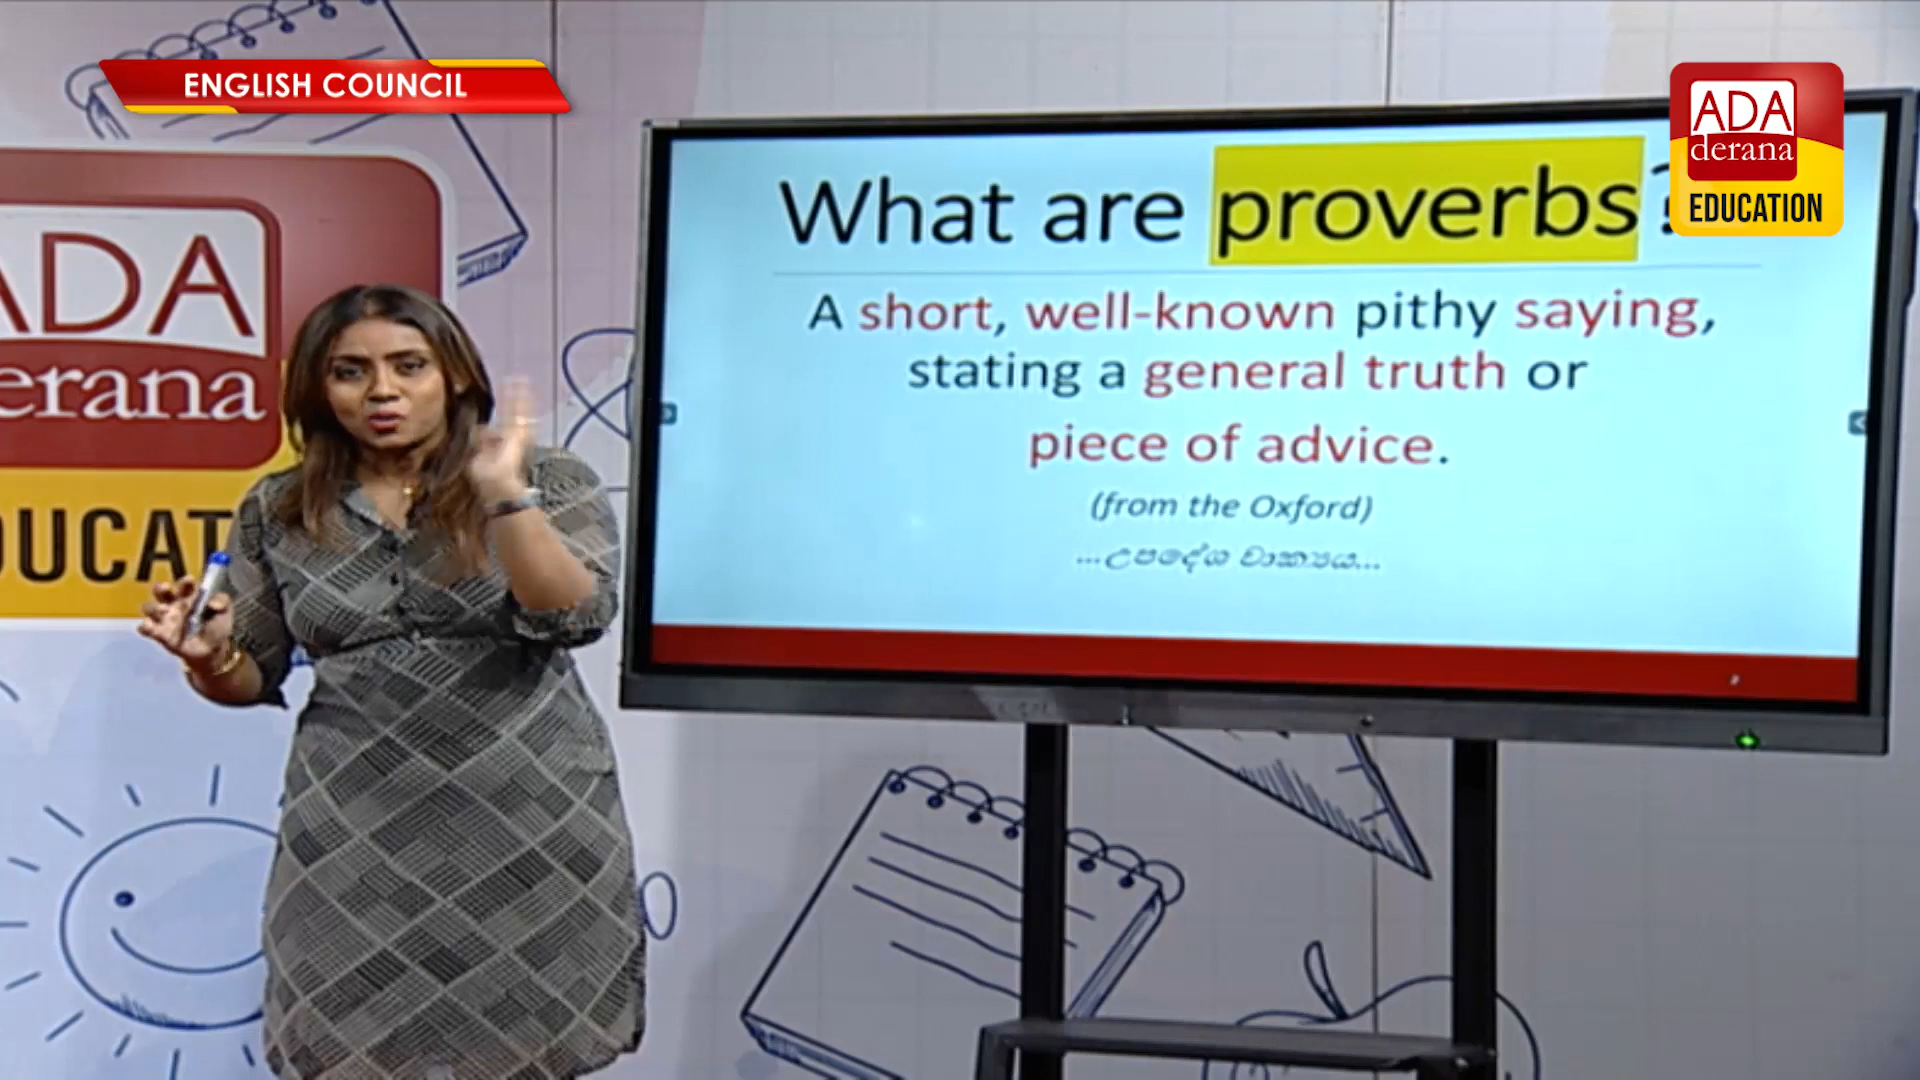 ENGLISH COUNCIL
ADA
derana
EDUCATION
ADA
erana
DUCAT
What are proverbs?
A short, well-known pithy saying,
stating a general truth or
piece of advice.
(from the Oxford)
...උපදේශ වාක්‍යය...